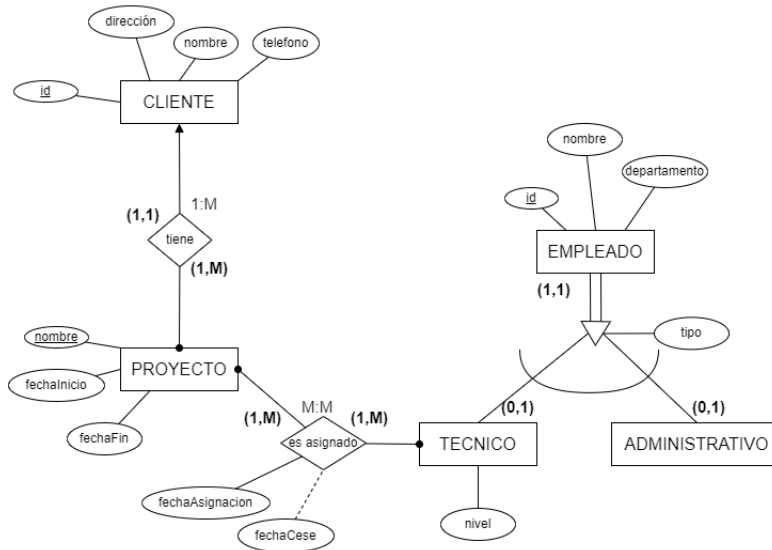 dirección
nombre
telefono
id
CLIENTE
(1,1)
1:M
tiene
(1,M)
nombre
PROYECTO
fechaInicio
fechaFin
M:M
(1,M)
(1,M)
es asignado
fechaAsignacion
fechaCese
nombre
departamento
id
EMPLEADO
(1,1)
tipo
(0,1)
(0,1)
TECNICO
ADMINISTRATIVO
nivel